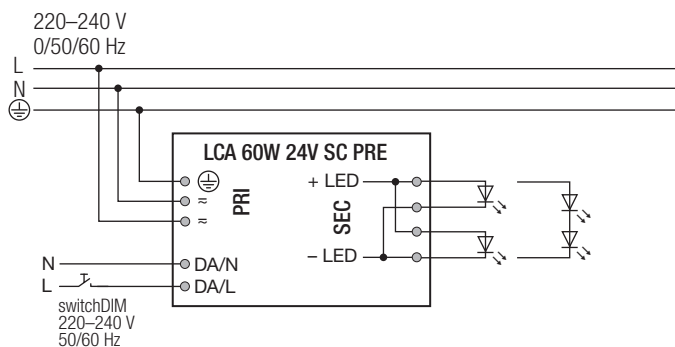 220–240 V
0/50/60 Hz
L
N
LCA 60W 24V SC PRE
PRI
SEC
+ LED
≂
≂
– LED
N
DA/N
L
DA/L
switchDIM
220–240 V
50/60 Hz